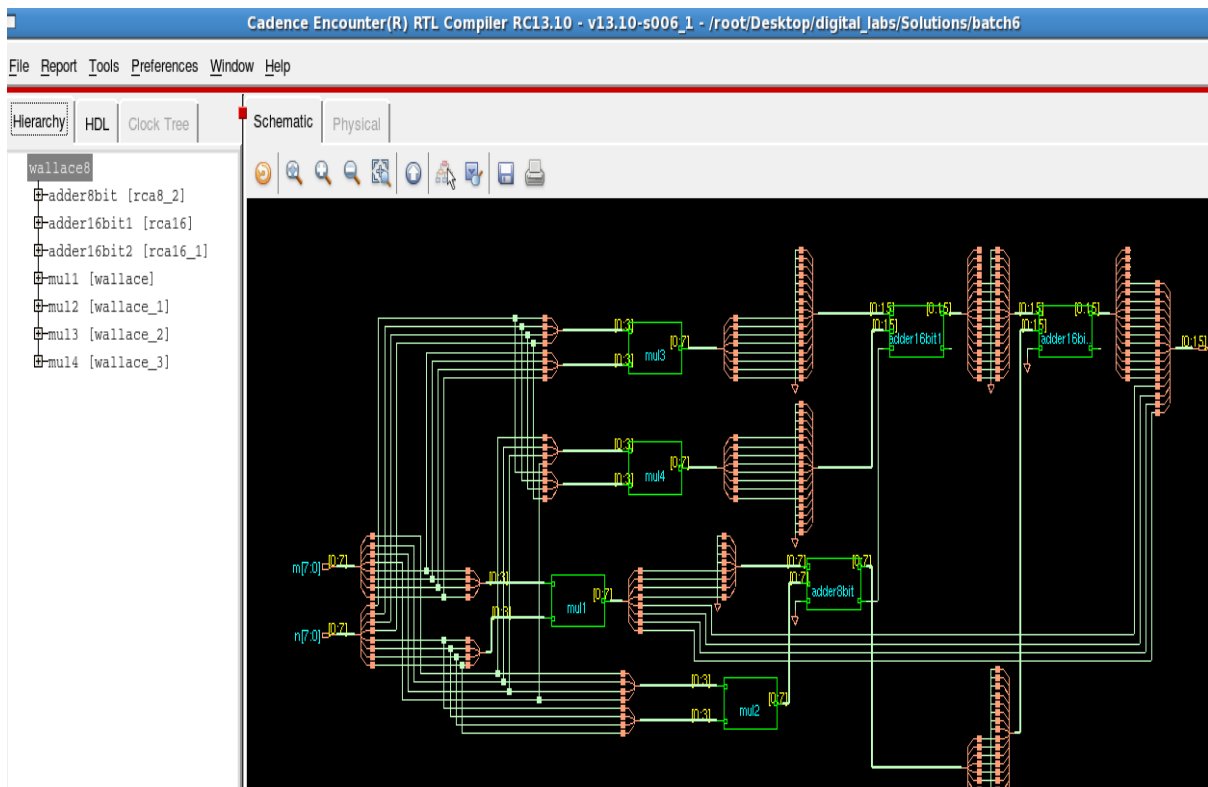 Cadence Encounter(R) RTL Compiler RC13.10 - v13.10-s006_1 - /root/Desktop/digital_labs/Solutions/batch6
File Report Tools Preferences Window Help
Hierarchy HDL Clock Tree Schematic Physical
wallace8
adder8bit [rca8_2]
adder16bit1 [rca16]
adder16bit2 [rca16_1]
mul1 [wallace]
mul2 [wallace_1]
mul3 [wallace_2]
mul4 [wallace_3]
[0:15] [0:15] [0:15] [0:15]
[0:3] [0:15] [0:15]
adder16bit1 adder16bi...
[0:7] [0:15]
mul3
[0:3]
[0:3]
[0:7]
mul4
[0:3]
m[7:0] [0:7] [0:7] [0:7]
[0:3] [0:7]
adder8bit
[0:7]
mul1
[0:3]
n[7:0] [0:7]
[0:3]
[0:7]
mul2
[0:3]